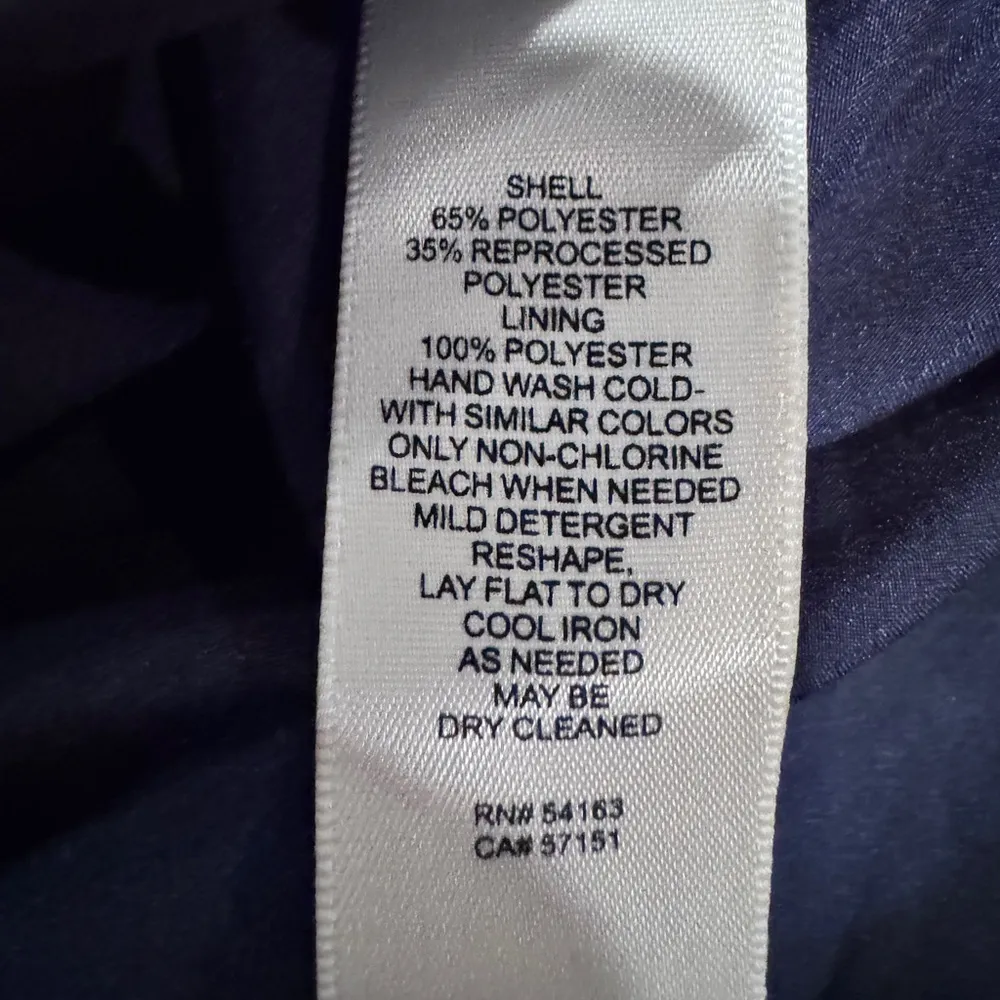 SHELL
65% POLYESTER
35% REPROCESSED
POLYESTER
LINING
100% POLYESTER
HAND WASH COLD-
WITH SIMILAR COLORS
ONLY NON-CHLORINE
BLEACH WHEN NEEDED
MILD DETERGENT
RESHAPE,
LAY FLAT TO DRY
COOL IRON
AS NEEDED
MAY BE
DRY CLEANED
RN# 54163
CA# 57151